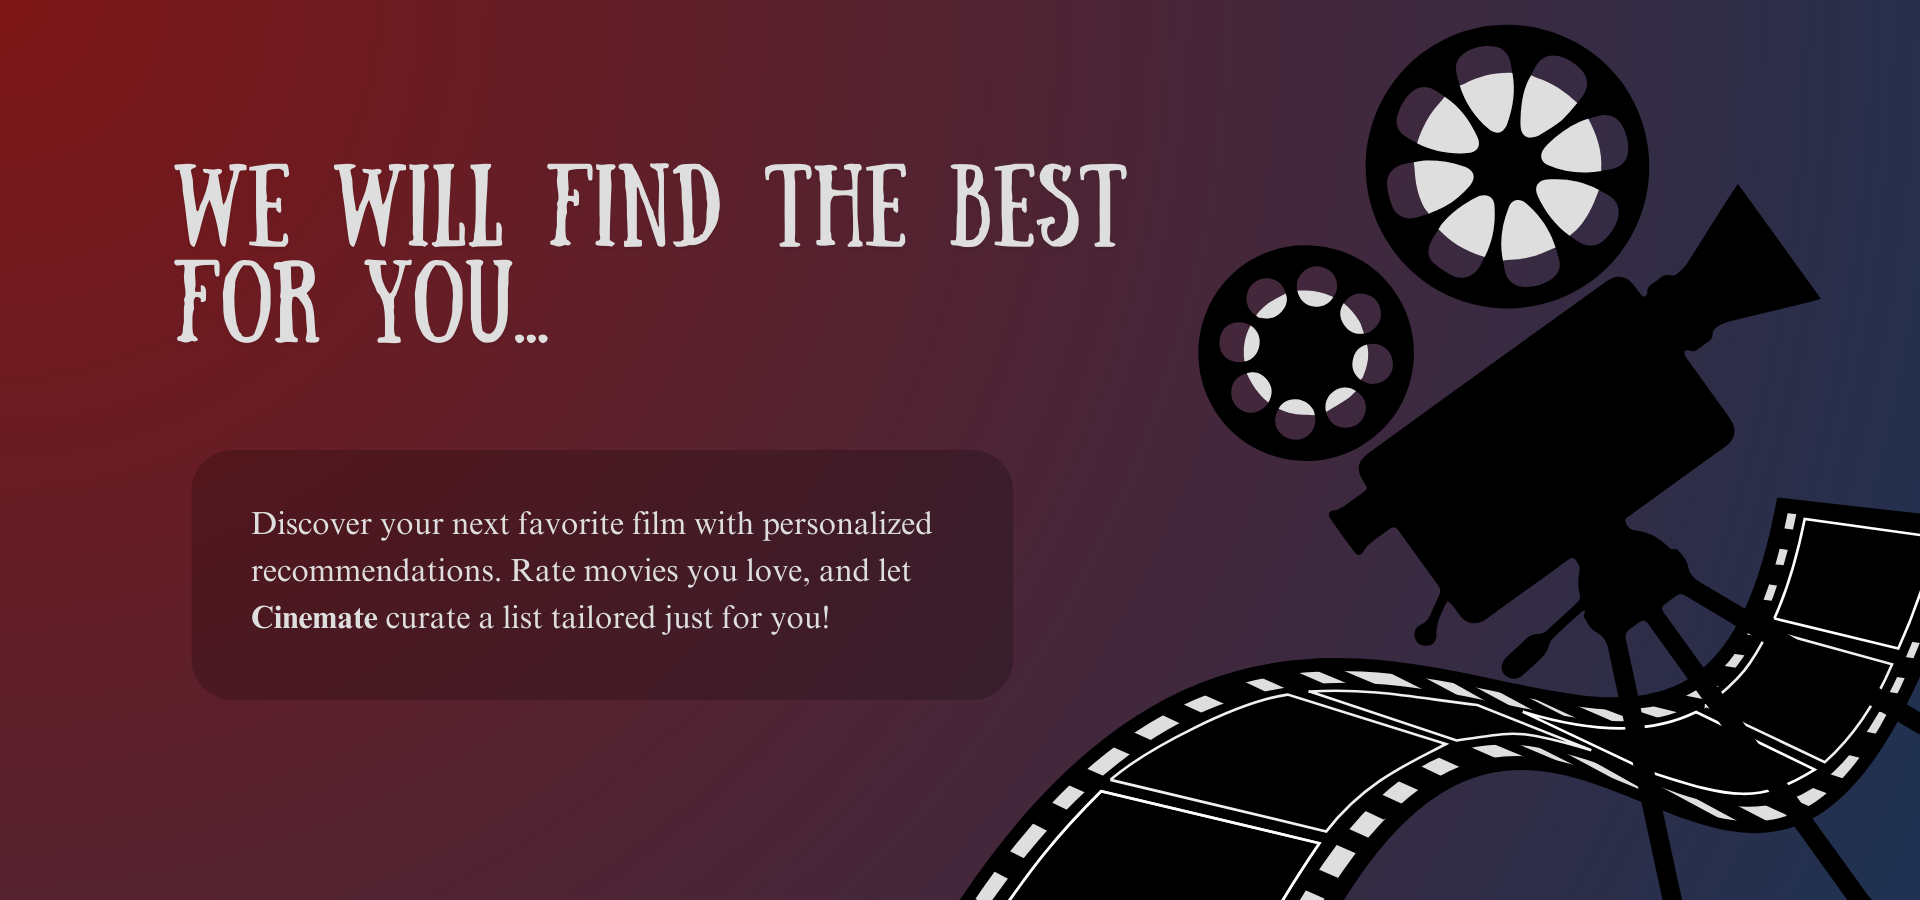 WE WILL FIND THE BEST
FOR YOU...
Discover your next favorite film with personalized
recommendations. Rate movies you love, and let
Cinemate curate a list tailored just for you!